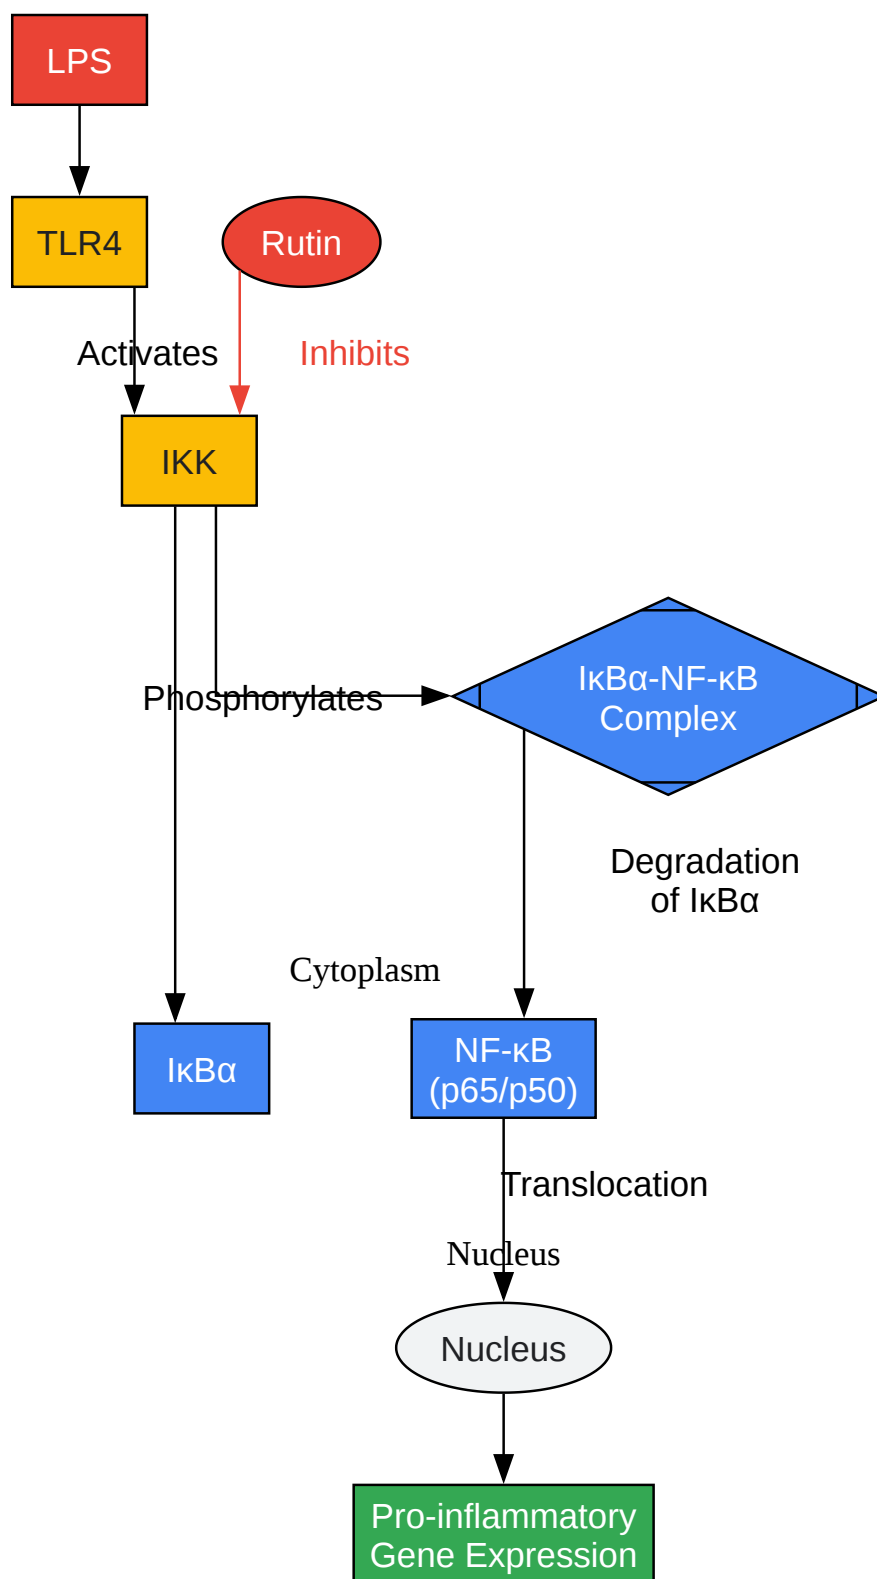 LPS
TLR4
Rutin
Activates
Inhibits
IKK
IκBα-NF-κB
Complex
Phosphorylates
Degradation
of IκBα
Cytoplasm
IκBα
NF-κB
(p65/p50)
Translocation
Nucleus
Nucleus
Pro-inflammatory
Gene Expression